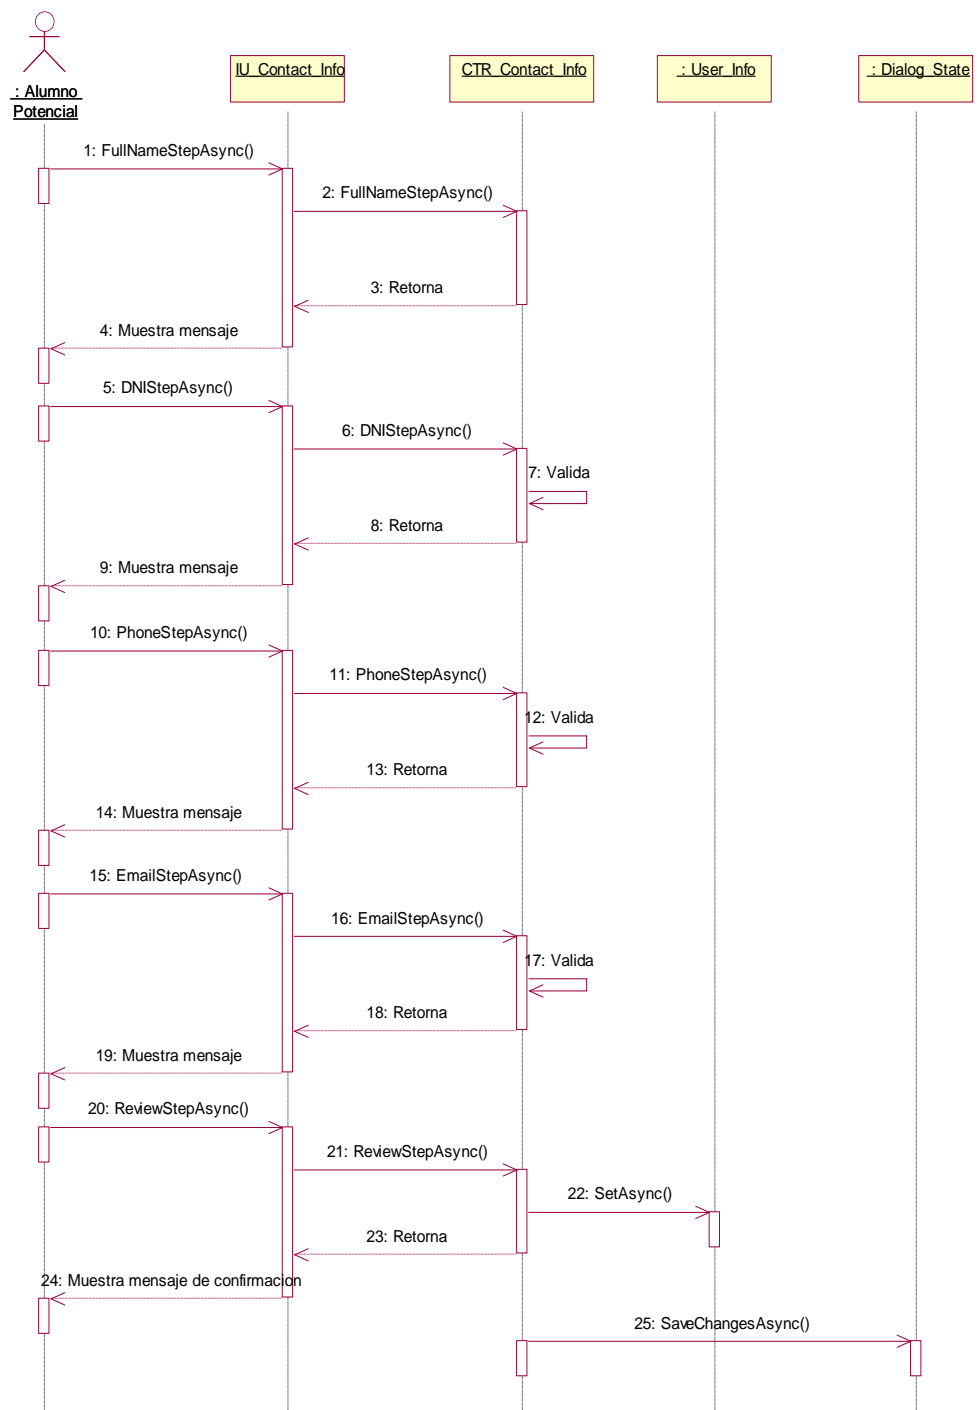 : Alumno
Potencial
IU_Contact_Info
CTR_Contact_Info
: User_Info
: Dialog_State
1: FullNameStepAsync()
2: FullNameStepAsync()
3: Retorna
4: Muestra mensaje
5: DNIStepAsync()
6: DNIStepAsync()
7: Valida
8: Retorna
9: Muestra mensaje
10: PhoneStepAsync()
11: PhoneStepAsync()
12: Valida
13: Retorna
14: Muestra mensaje
15: EmailStepAsync()
16: EmailStepAsync()
17: Valida
18: Retorna
19: Muestra mensaje
20: ReviewStepAsync()
21: ReviewStepAsync()
22: SetAsync()
23: Retorna
24: Muestra mensaje de confirmacion
25: SaveChangesAsync()